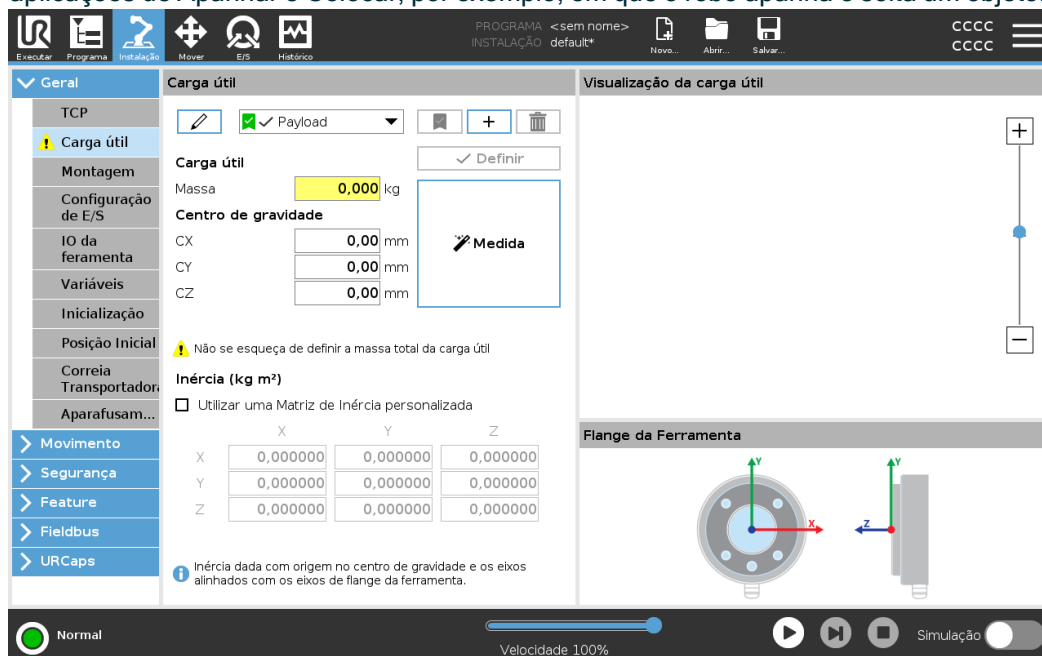 aplicações de Apanhar e Colocar, por exemplo, em que o robô apanha e solta um objeto.
UR
Executar
Programa
Instalação
Mover
E/S
Histórico
PROGRAMA <sem nome>
INSTALAÇÃO default*
Novo...
Abrir...
Salvar...
CCCC
CCCC
Geral
TCP
Carga útil
Montagem
Configuração
de E/S
IO da
feramenta
Variáveis
Inicialização
Posição Inicial
Correia
Transportadora
Aparafusam...
Movimento
Segurança
Feature
Fieldbus
URCaps
Carga útil
Payload
Definir
Carga útil
Massa 0,000 kg
Centro de gravidade
CX 0,00 mm
CY 0,00 mm
CZ 0,00 mm
Medida
Não se esqueça de definir a massa total da carga útil
Inércia (kg m²)
Utilizar uma Matriz de Inércia personalizada
X Y Z
X 0,000000 0,000000 0,000000
Y 0,000000 0,000000 0,000000
Z 0,000000 0,000000 0,000000
Inércia dada com origem no centro de gravidade e os eixos
alinhados com os eixos de flange da ferramenta.
Visualização da carga útil
Flange da Ferramenta
Y
X
Y
Z
Normal
Velocidade 100%
Simulação